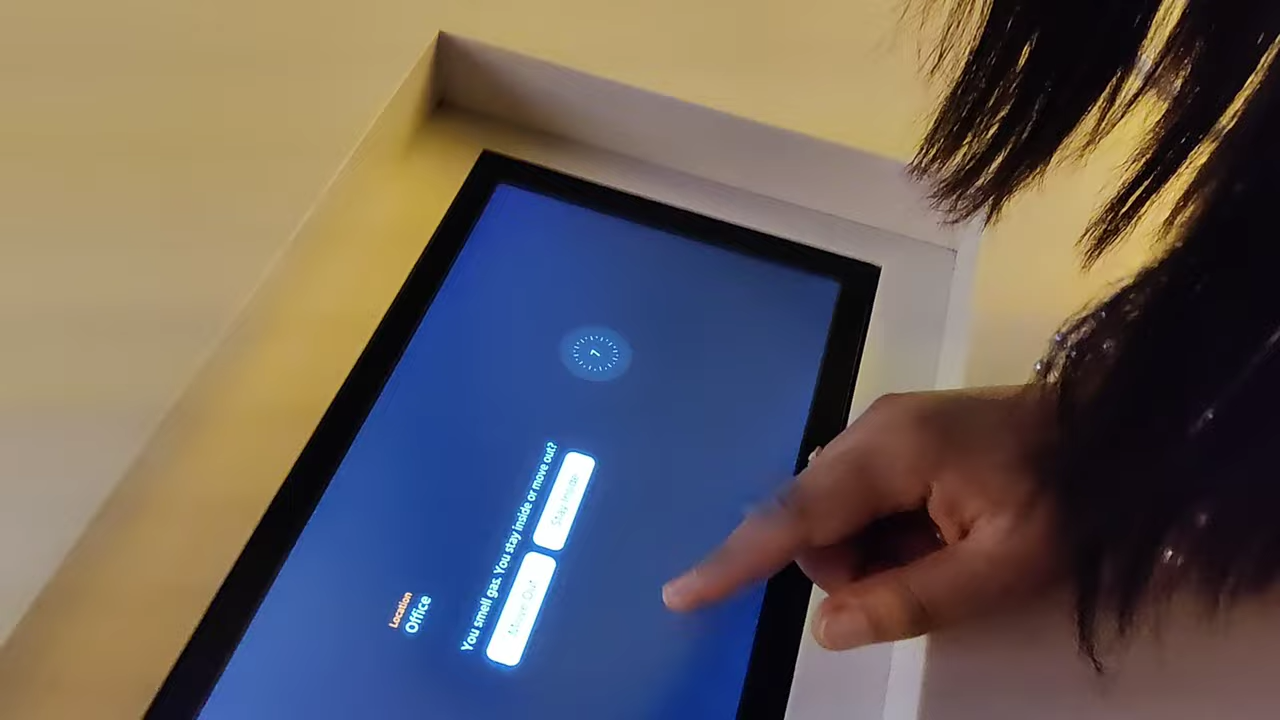 Location
Office
You smell gas. You stay inside or move out?
Move Out
Stay Inside
7